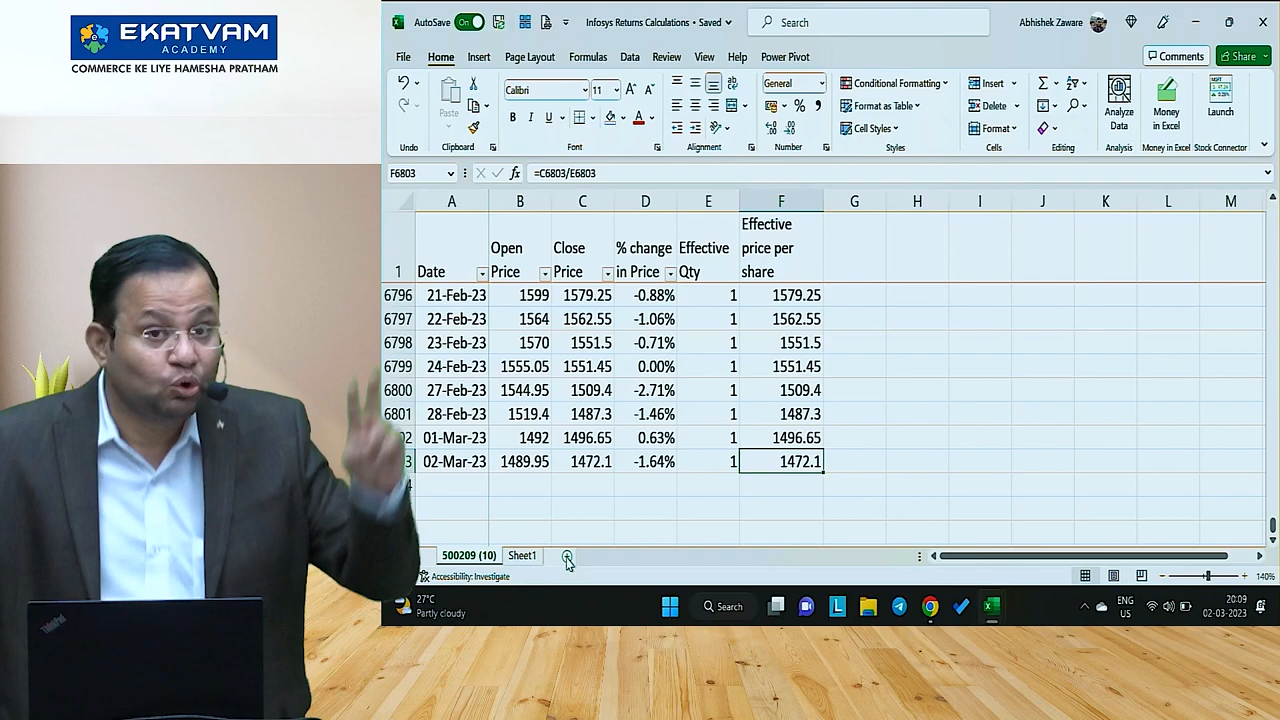 EKATVAM
ACADEMY
COMMERCE KE LIYE HAMESHA PRATHAM
AutoSave On
Infosys Returns Calculations • Saved
Search
Abhishek Zaware
File Home Insert Page Layout Formulas Data Review View Help Power Pivot
Comments Share
Paste
Calibri 11
General
Conditional Formatting
Format as Table
Cell Styles
Insert
Delete
Format
Analyze Data
Money in Excel
Launch
Undo Clipboard Font Alignment Number Styles Cells Editing Analysis Money in Excel Stock Connector
F6803 fx =C6803/E6803
A B C D E F G H I J K L M
1 Date Open Price Close Price % change in Price Effective Qty Effective price per share
6796 21-Feb-23 1599 1579.25 -0.88% 1 1579.25
6797 22-Feb-23 1564 1562.55 -1.06% 1 1562.55
6798 23-Feb-23 1570 1551.5 -0.71% 1 1551.5
6799 24-Feb-23 1555.05 1551.45 0.00% 1 1551.45
6800 27-Feb-23 1544.95 1509.4 -2.71% 1 1509.4
6801 28-Feb-23 1519.4 1487.3 -1.46% 1 1487.3
02 01-Mar-23 1492 1496.65 0.63% 1 1496.65
3 02-Mar-23 1489.95 1472.1 -1.64% 1 1472.1
500209 (10) Sheet1
Accessibility: Investigate
140%
27°C
Partly cloudy
Search
ENG
US
20:09
02-03-2023
ThinkPad